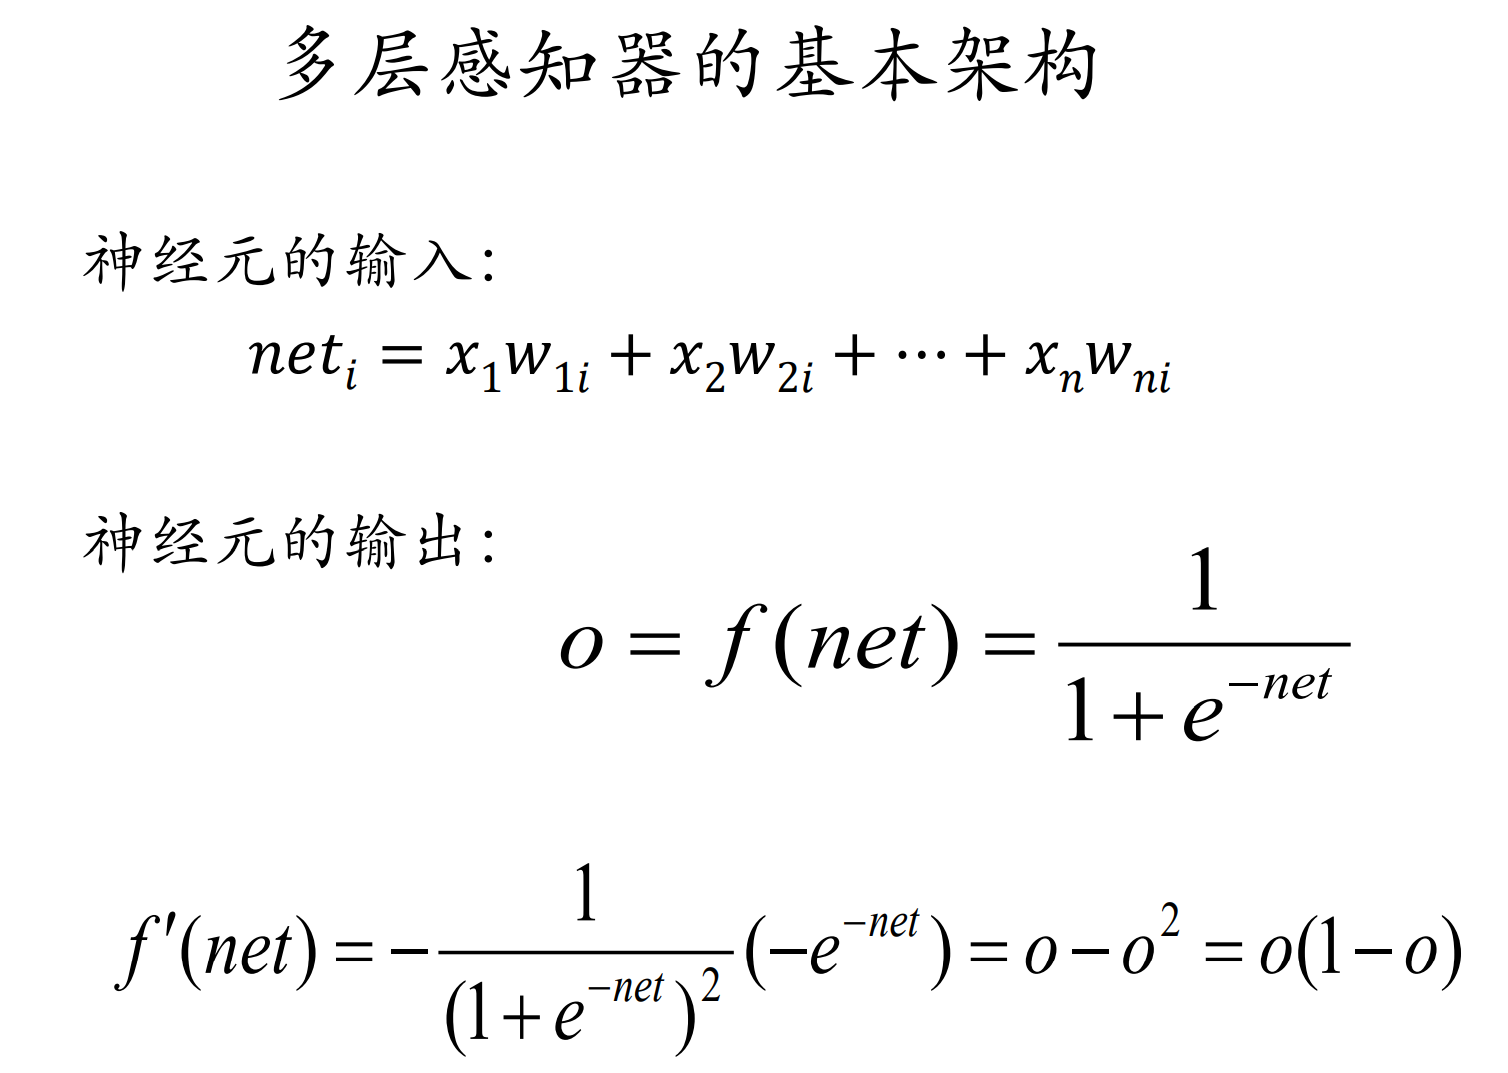 多层感知器的基本架构
神经元的输入:
net_i = x_1w_{1i} + x_2w_{2i} + ⋯ + x_nw_{ni}
神经元的输出:
o = f(net) = \frac{1}{1+e^{-net}}
f'(net) = -\frac{1}{(1+e^{-net})^2}(-e^{-net}) = o - o^2 = o(1-o)